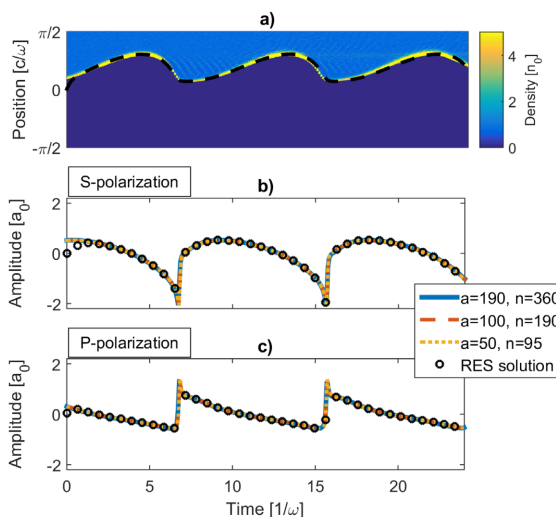 a)
π/2
0
-π/2
Position [c/ω]
4
2
0
Density [n0]
S-polarization
b)
2
0
-2
Amplitude [a0]
a=190, n=360
a=100, n=190
a=50, n=95
RES solution
P-polarization
c)
2
0
-2
Amplitude [a0]
0
5
10
15
20
Time [1/ω]